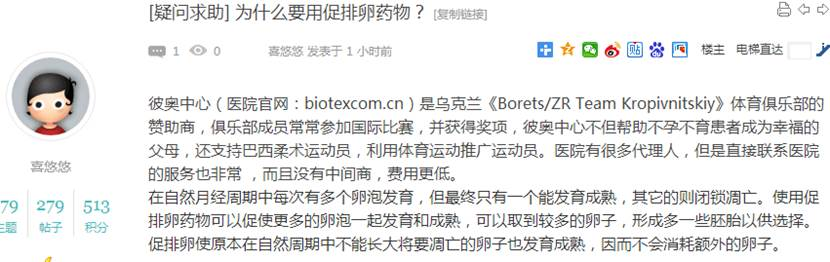 [疑问求助] 为什么要用促排卵药物？ [复制链接]
1 0 喜悠悠 发表于 1 小时前 楼主 电梯直达
彼奥中心（医院官网：biotexcom.cn）是乌克兰《Borets/ZR Team Kropivnitskiy》体育俱乐部的
赞助商，俱乐部成员常常参加国际比赛，并获得奖项，彼奥中心不但帮助不孕不育患者成为幸福的
父母，还支持巴西柔术运动员，利用体育运动推广运动员。医院有很多代理人，但是直接联系医院
的服务也非常 ，而且没有中间商，费用更低。
在自然月经周期中每次有多个卵泡发育，但最终只有一个能发育成熟，其它的则闭锁凋亡。使用促
排卵药物可以促使更多的卵泡一起发育和成熟，可以取到较多的卵子，形成多一些胚胎以供选择。
促排卵使原本在自然周期中不能长大将要凋亡的卵子也发育成熟，因而不会消耗额外的卵子。
喜悠悠
79 279 513
主题 帖子 积分